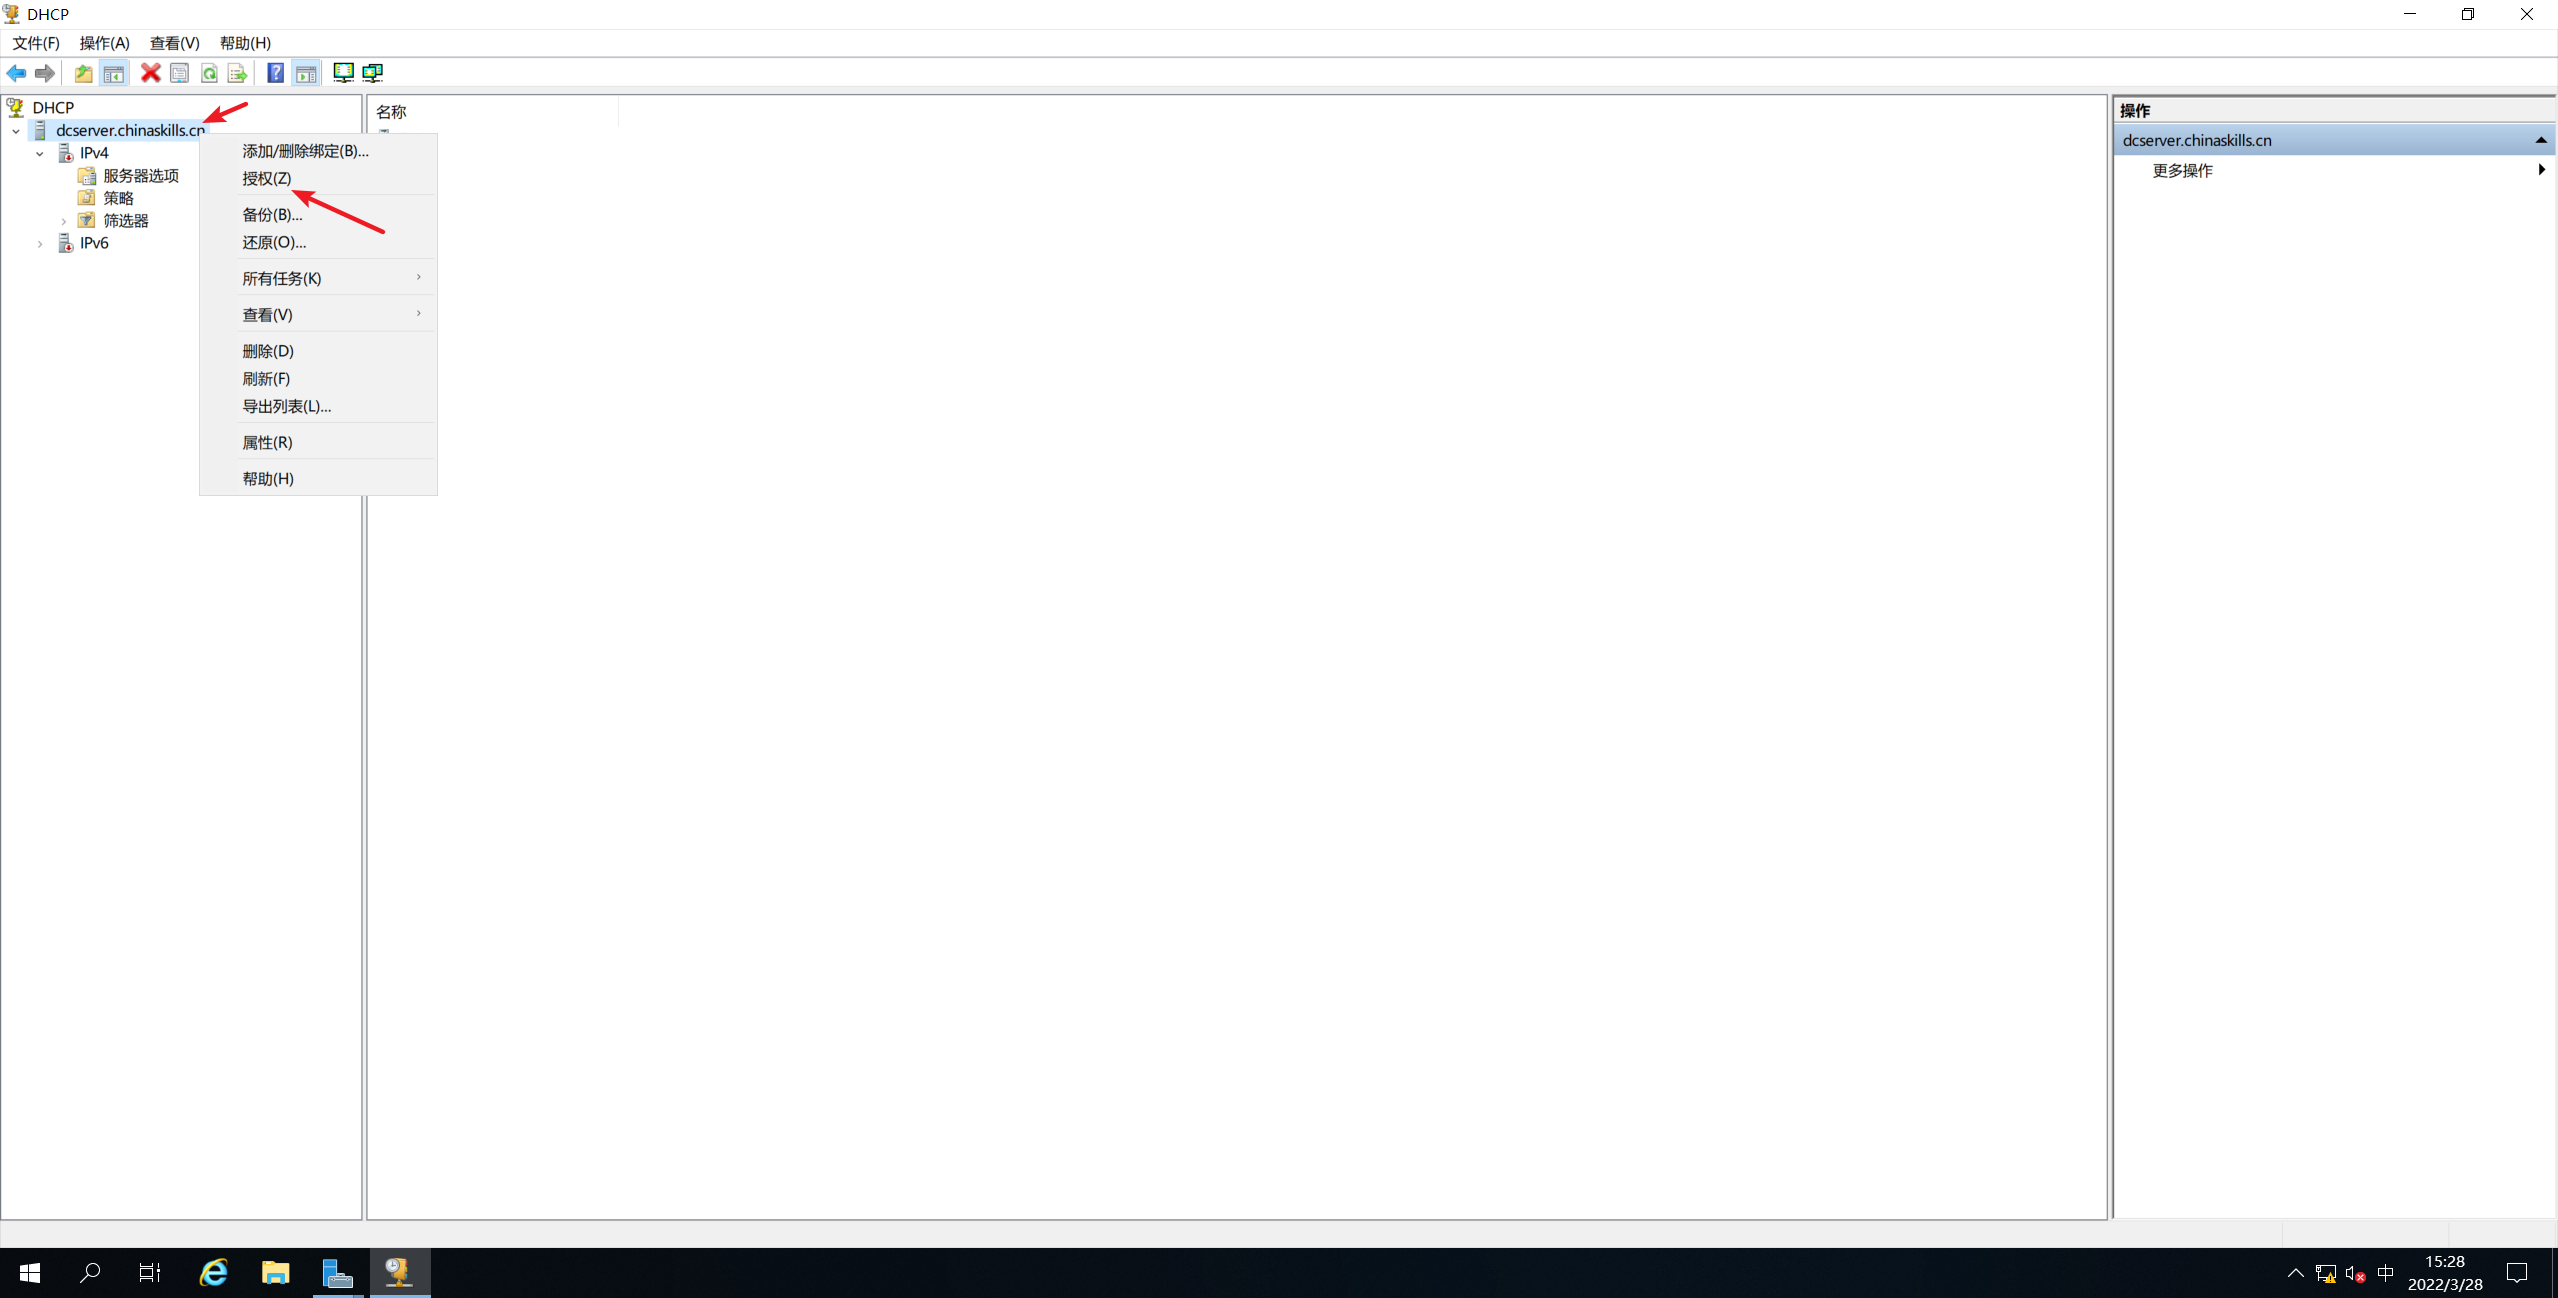 DHCP
文件(F) 操作(A) 查看(V) 帮助(H)
DHCP
dcserver.chinaskills.cn
IPv4
服务器选项
策略
筛选器
IPv6
名称
添加/删除绑定(B)...
授权(Z)
备份(B)...
还原(O)...
所有任务(K)
查看(V)
删除(D)
刷新(F)
导出列表(L)...
属性(R)
帮助(H)
操作
dcserver.chinaskills.cn
更多操作
中
15:28
2022/3/28